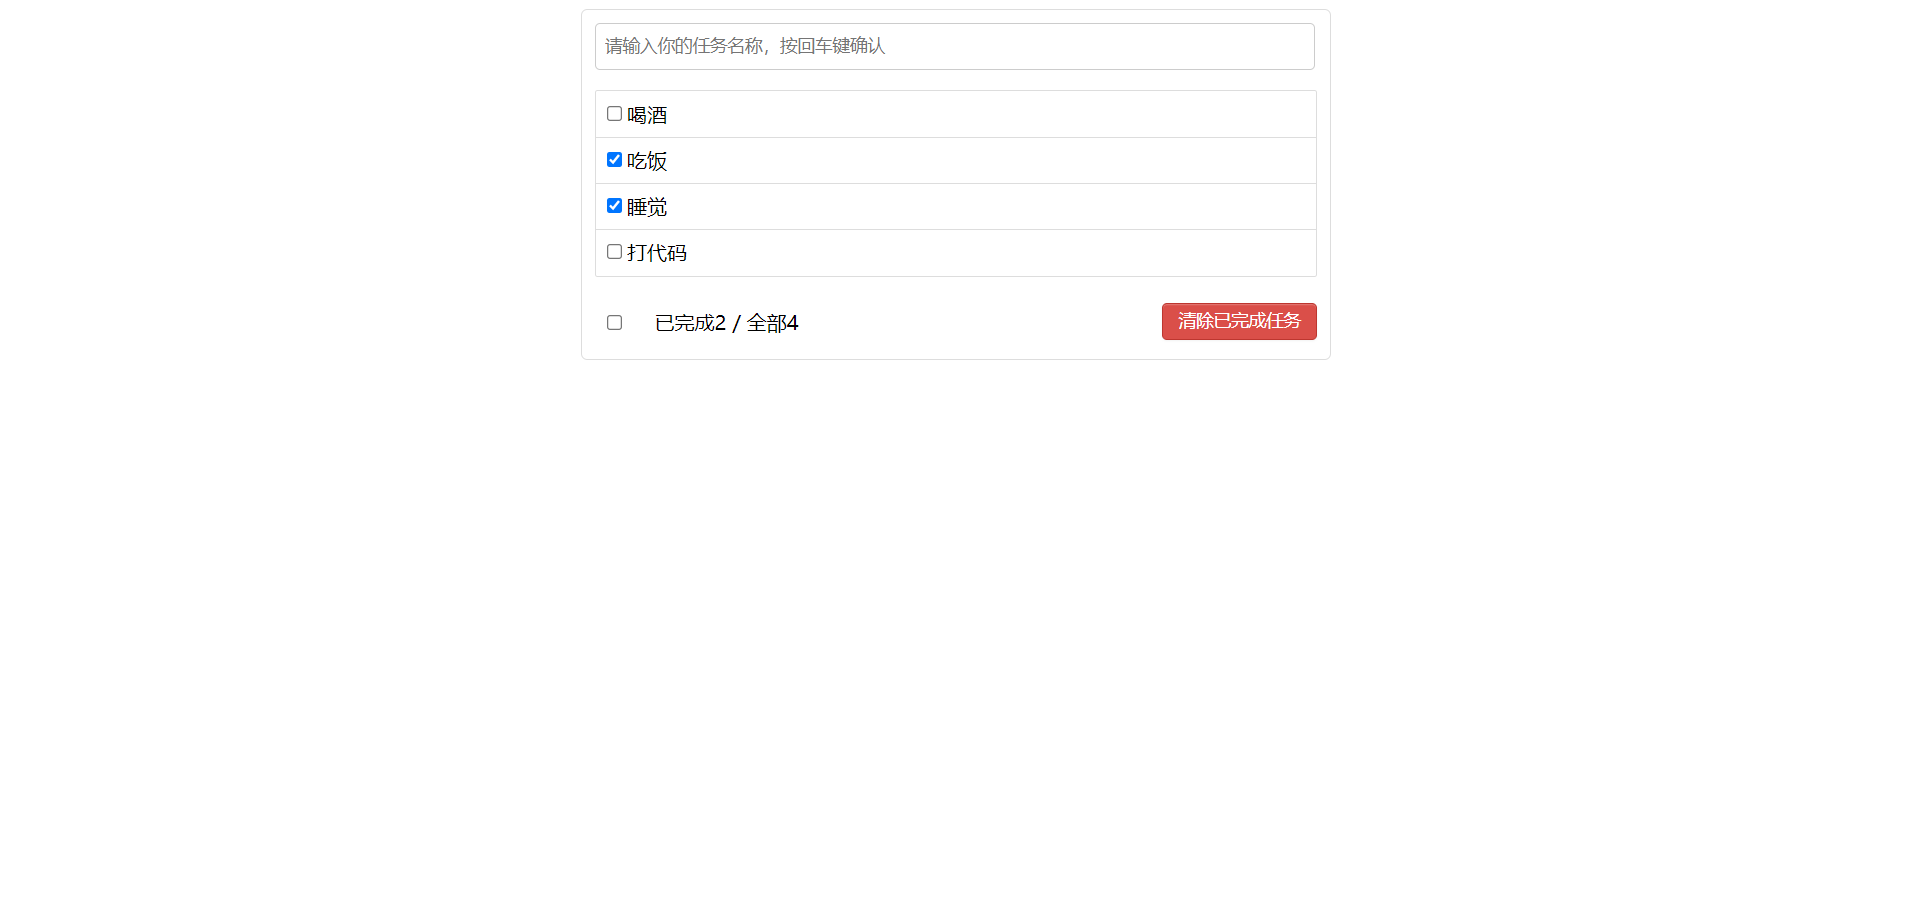 请输入你的任务名称，按回车键确认
喝酒
吃饭
睡觉
打代码
已完成2 / 全部4
清除已完成任务